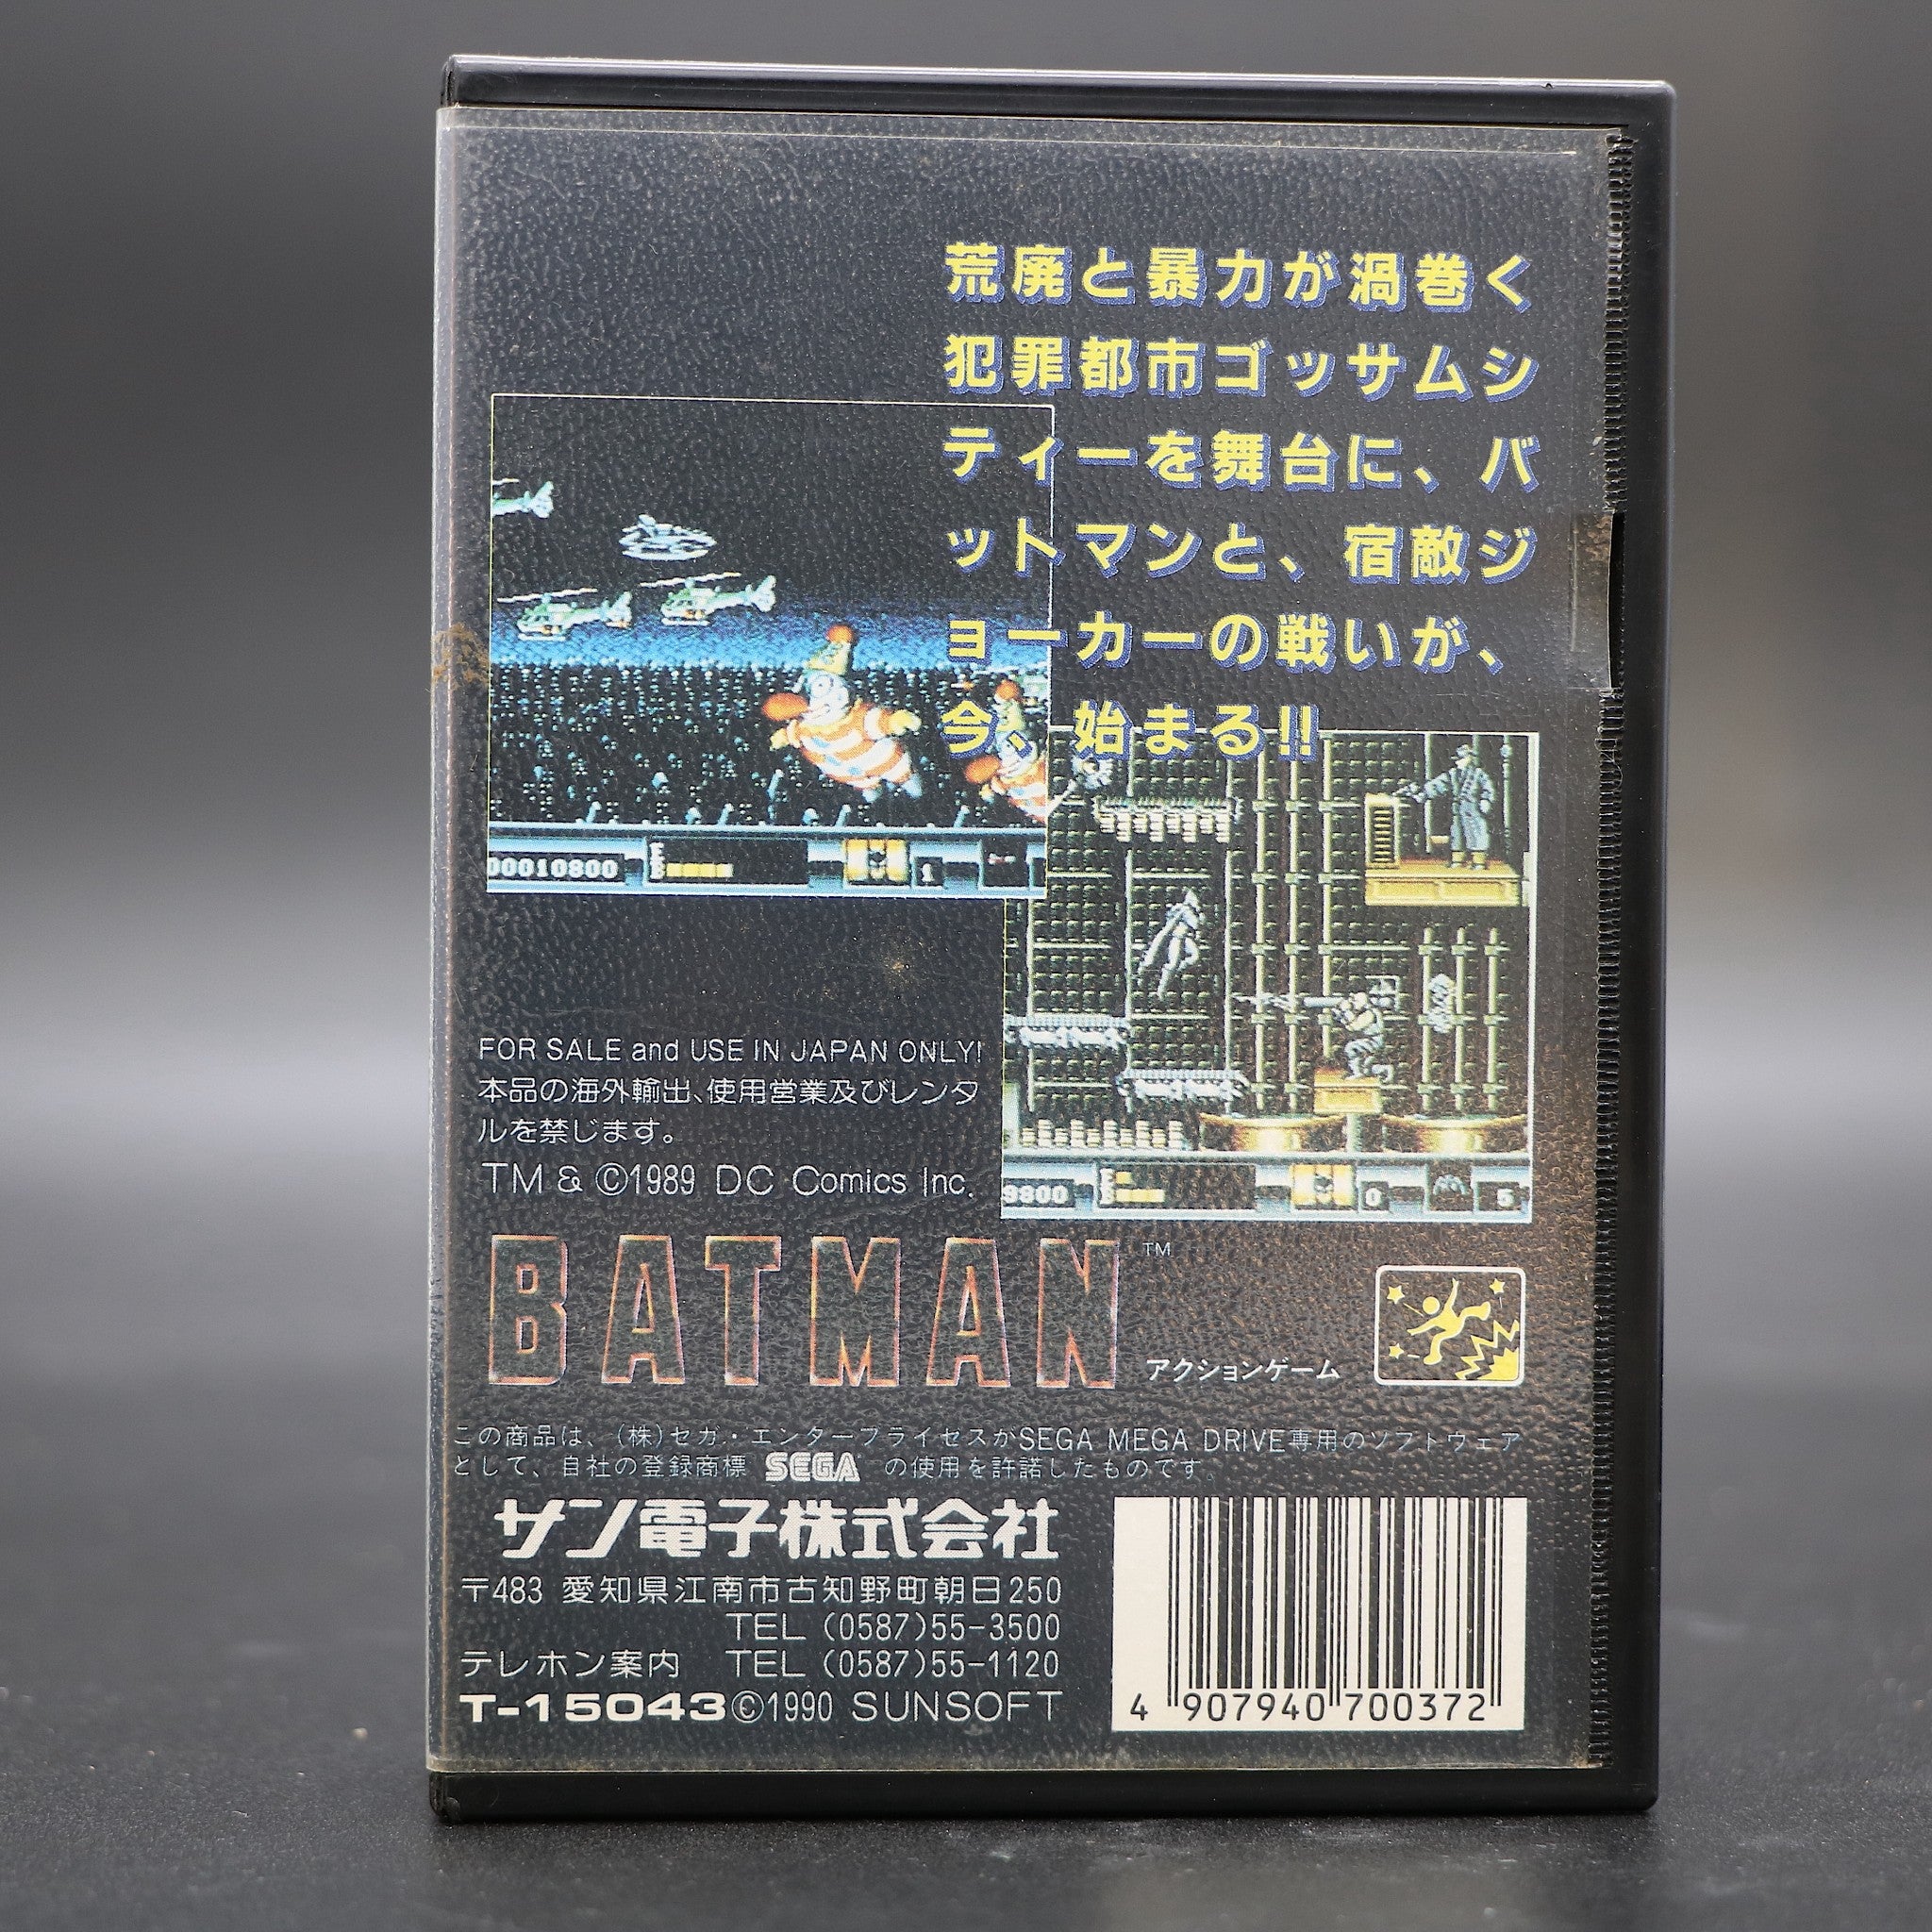 荒廃と暴力が渦巻く
犯罪都市ゴッサムシ
ティーを舞台に、バ
ットマンと、宿敵ジ
ョーカーの戦いが、
今、始まる!!
00010800
1
FOR SALE and USE IN JAPAN ONLY!
本品の海外輸出、使用営業及びレンタ
ルを禁じます。
TM & ©1989 DC Comics Inc.
9800
0
5
BATMAN™
アクションゲーム
この商品は、(株)セガ・エンタープライゼスがSEGA MEGA DRIVE専用のソフトウェア
として、自社の登録商標 SEGA の使用を許諾したものです。
サン電子株式会社
〒483 愛知県江南市古知野町朝日250
TEL (0587)55-3500
テレホン案内 TEL (0587)55-1120
T-15043©1990 SUNSOFT
4 907940 700372